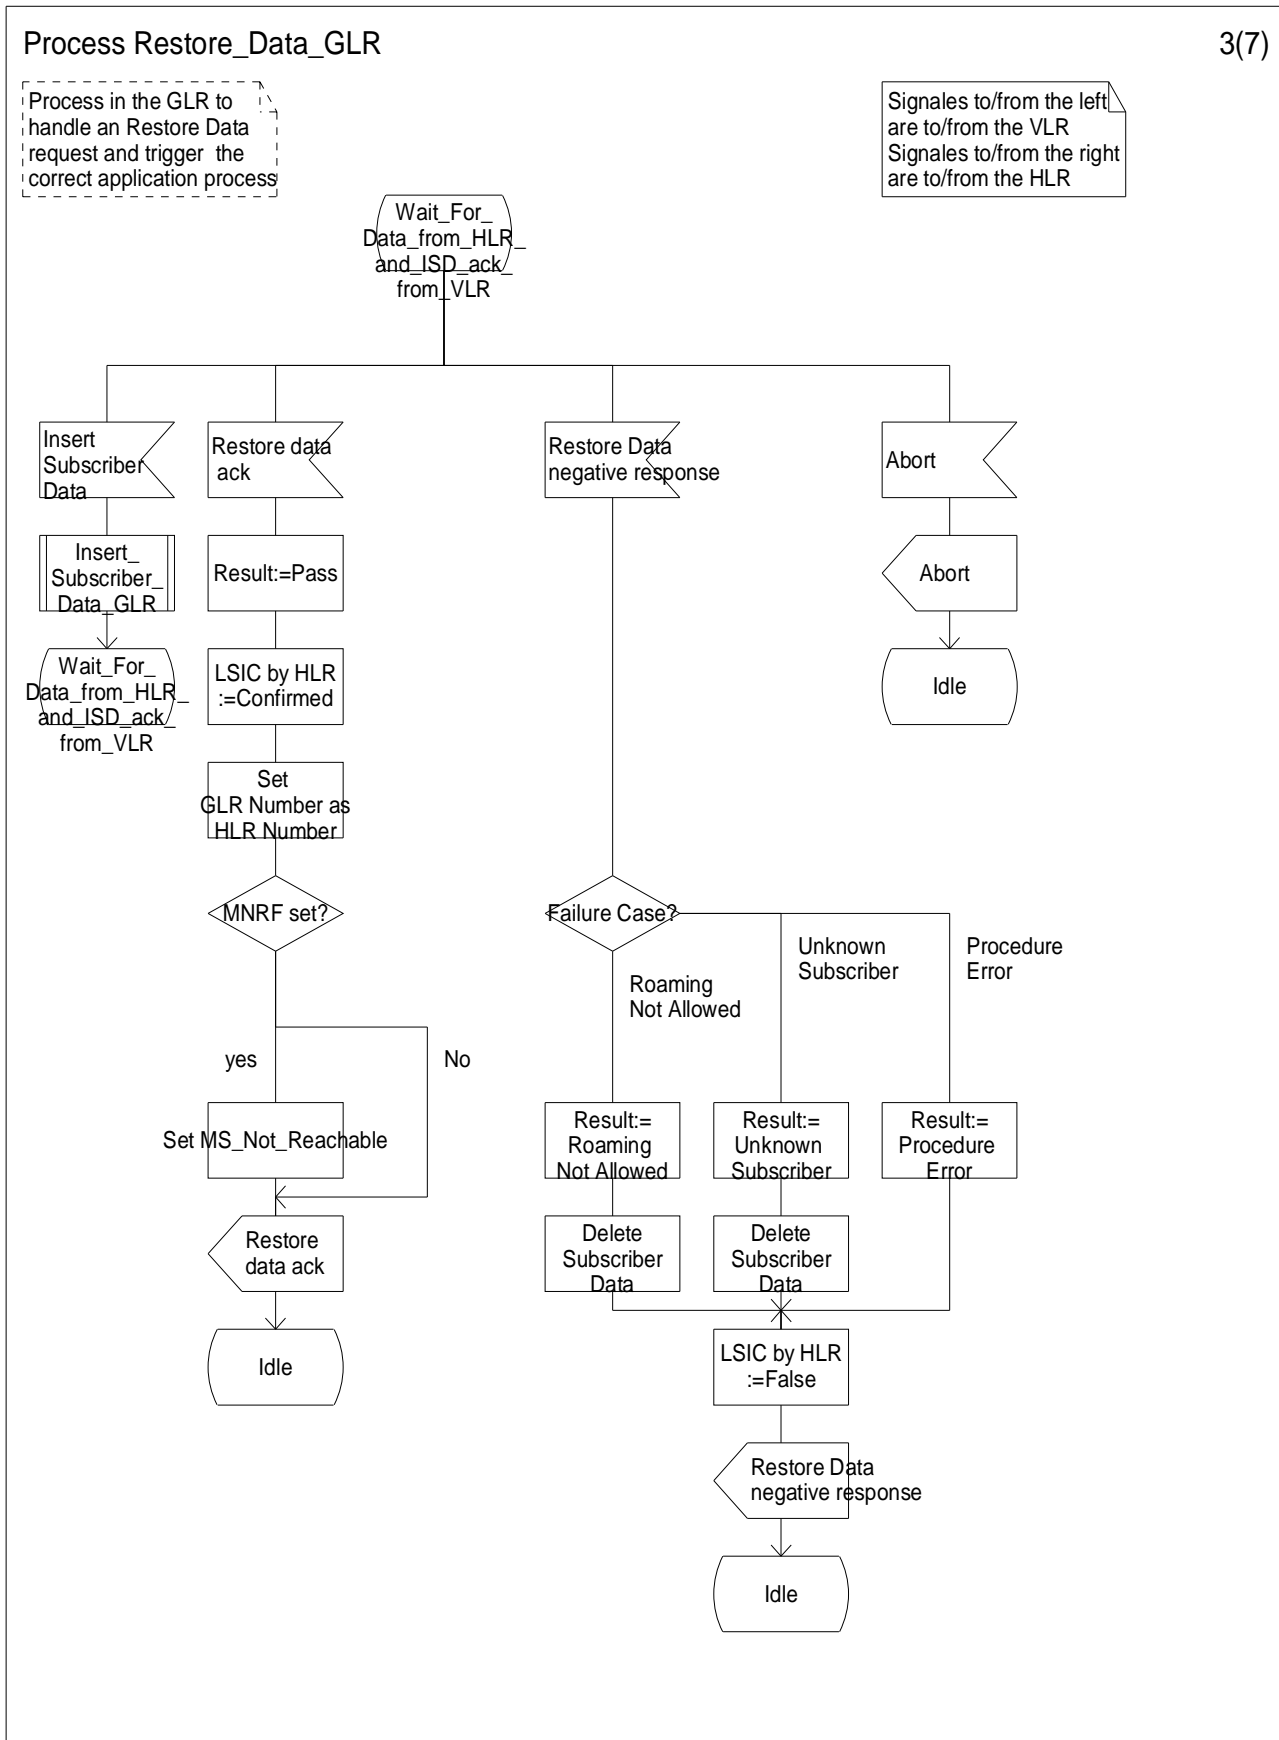 Process Restore_Data_GLR
3(7)
Process in the GLR to
handle an Restore Data
request and trigger the
correct application process
Signales to/from the left
are to/from the VLR
Signales to/from the right
are to/from the HLR
Wait_For_
Data_from_HLR_
and_ISD_ack_
from_VLR
Insert
Subscriber
Data
Restore data
ack
Restore Data
negative response
Abort
Insert_
Subscriber_
Data_GLR
Result:=Pass
Abort
Wait_For_
Data_from_HLR_
and_ISD_ack_
from_VLR
LSIC by HLR
:=Confirmed
Idle
Set
GLR Number as
HLR Number
MNRF set?
Failure Case?
Roaming
Not Allowed
Unknown
Subscriber
Procedure
Error
yes
No
Set MS_Not_Reachable
Result:=
Roaming
Not Allowed
Result:=
Unknown
Subscriber
Result:=
Procedure
Error
Restore
data ack
Delete
Subscriber
Data
Delete
Subscriber
Data
Idle
LSIC by HLR
:=False
Restore Data
negative response
Idle